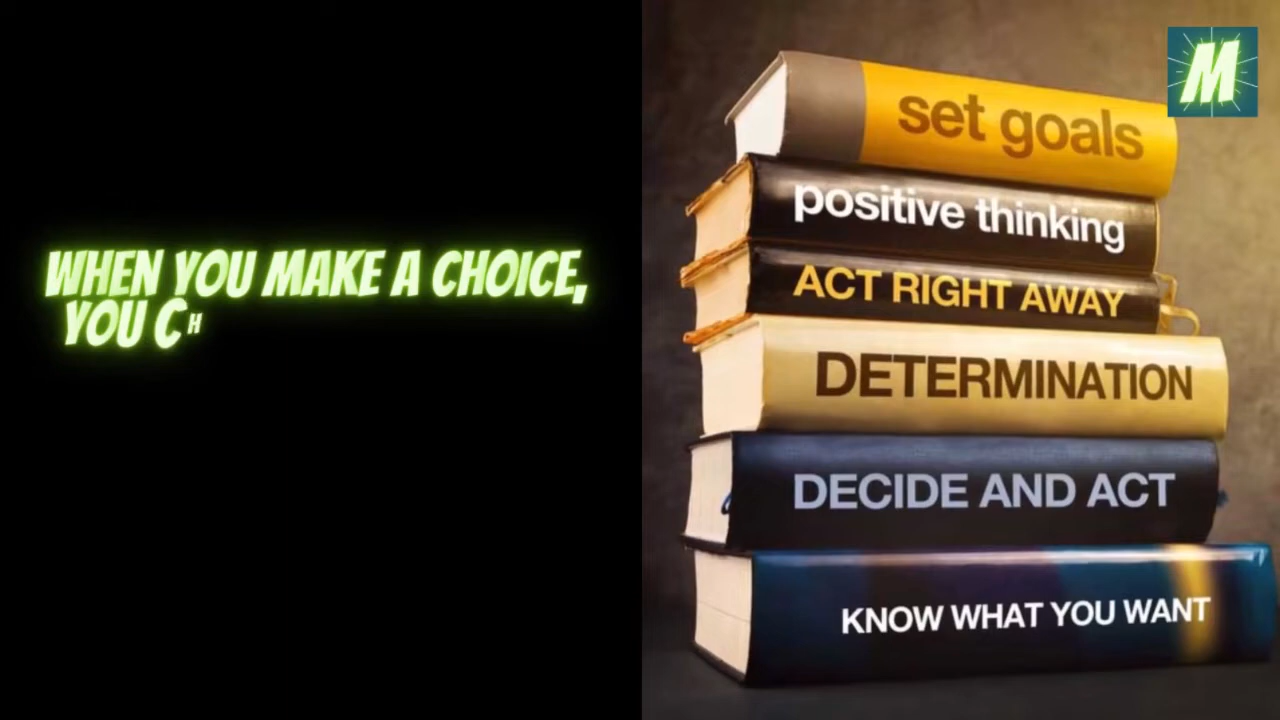 WHEN YOU MAKE A CHOICE,
YOU CH
M
set goals
positive thinking
ACT RIGHT AWAY
DETERMINATION
DECIDE AND ACT
KNOW WHAT YOU WANT